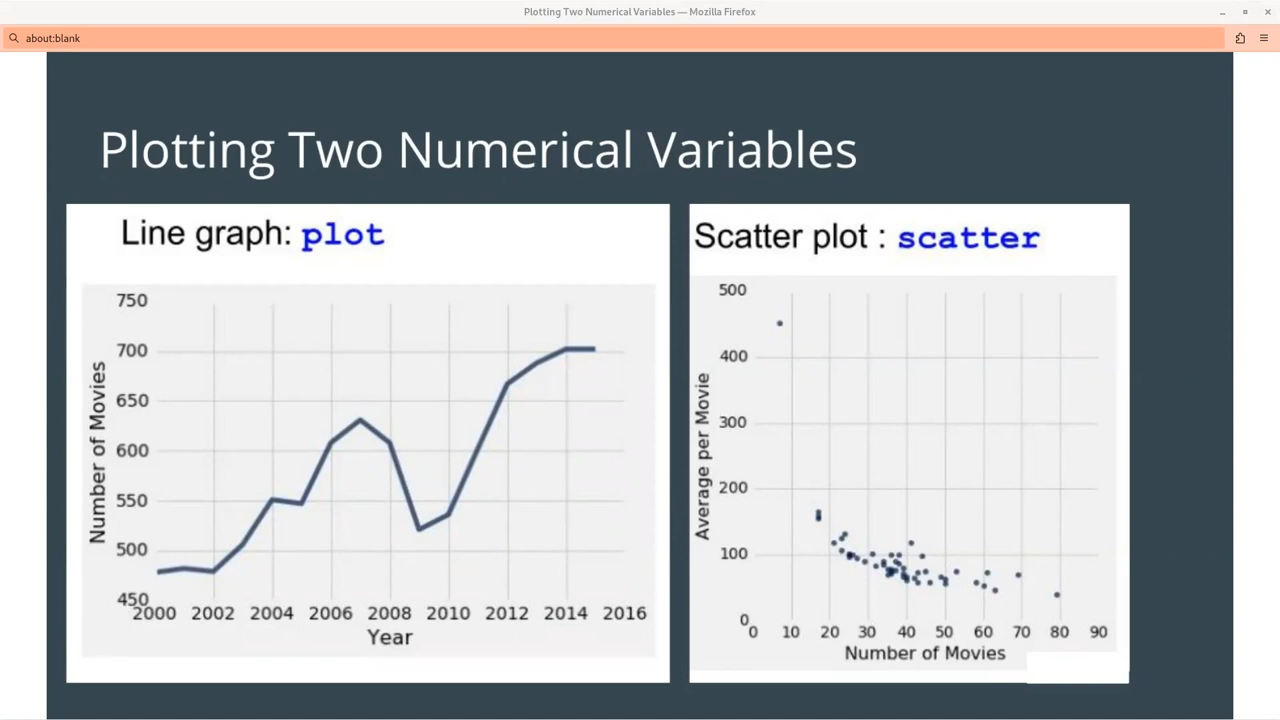 Plotting Two Numerical Variables — Mozilla Firefox
about:blank
Plotting Two Numerical Variables
Line graph: plot
750
700
650
600
550
500
450
Number of Movies
2000 2002 2004 2006 2008 2010 2012 2014 2016
Year
Scatter plot : scatter
500
400
300
200
100
0
Average per Movie
0 10 20 30 40 50 60 70 80 90
Number of Movies